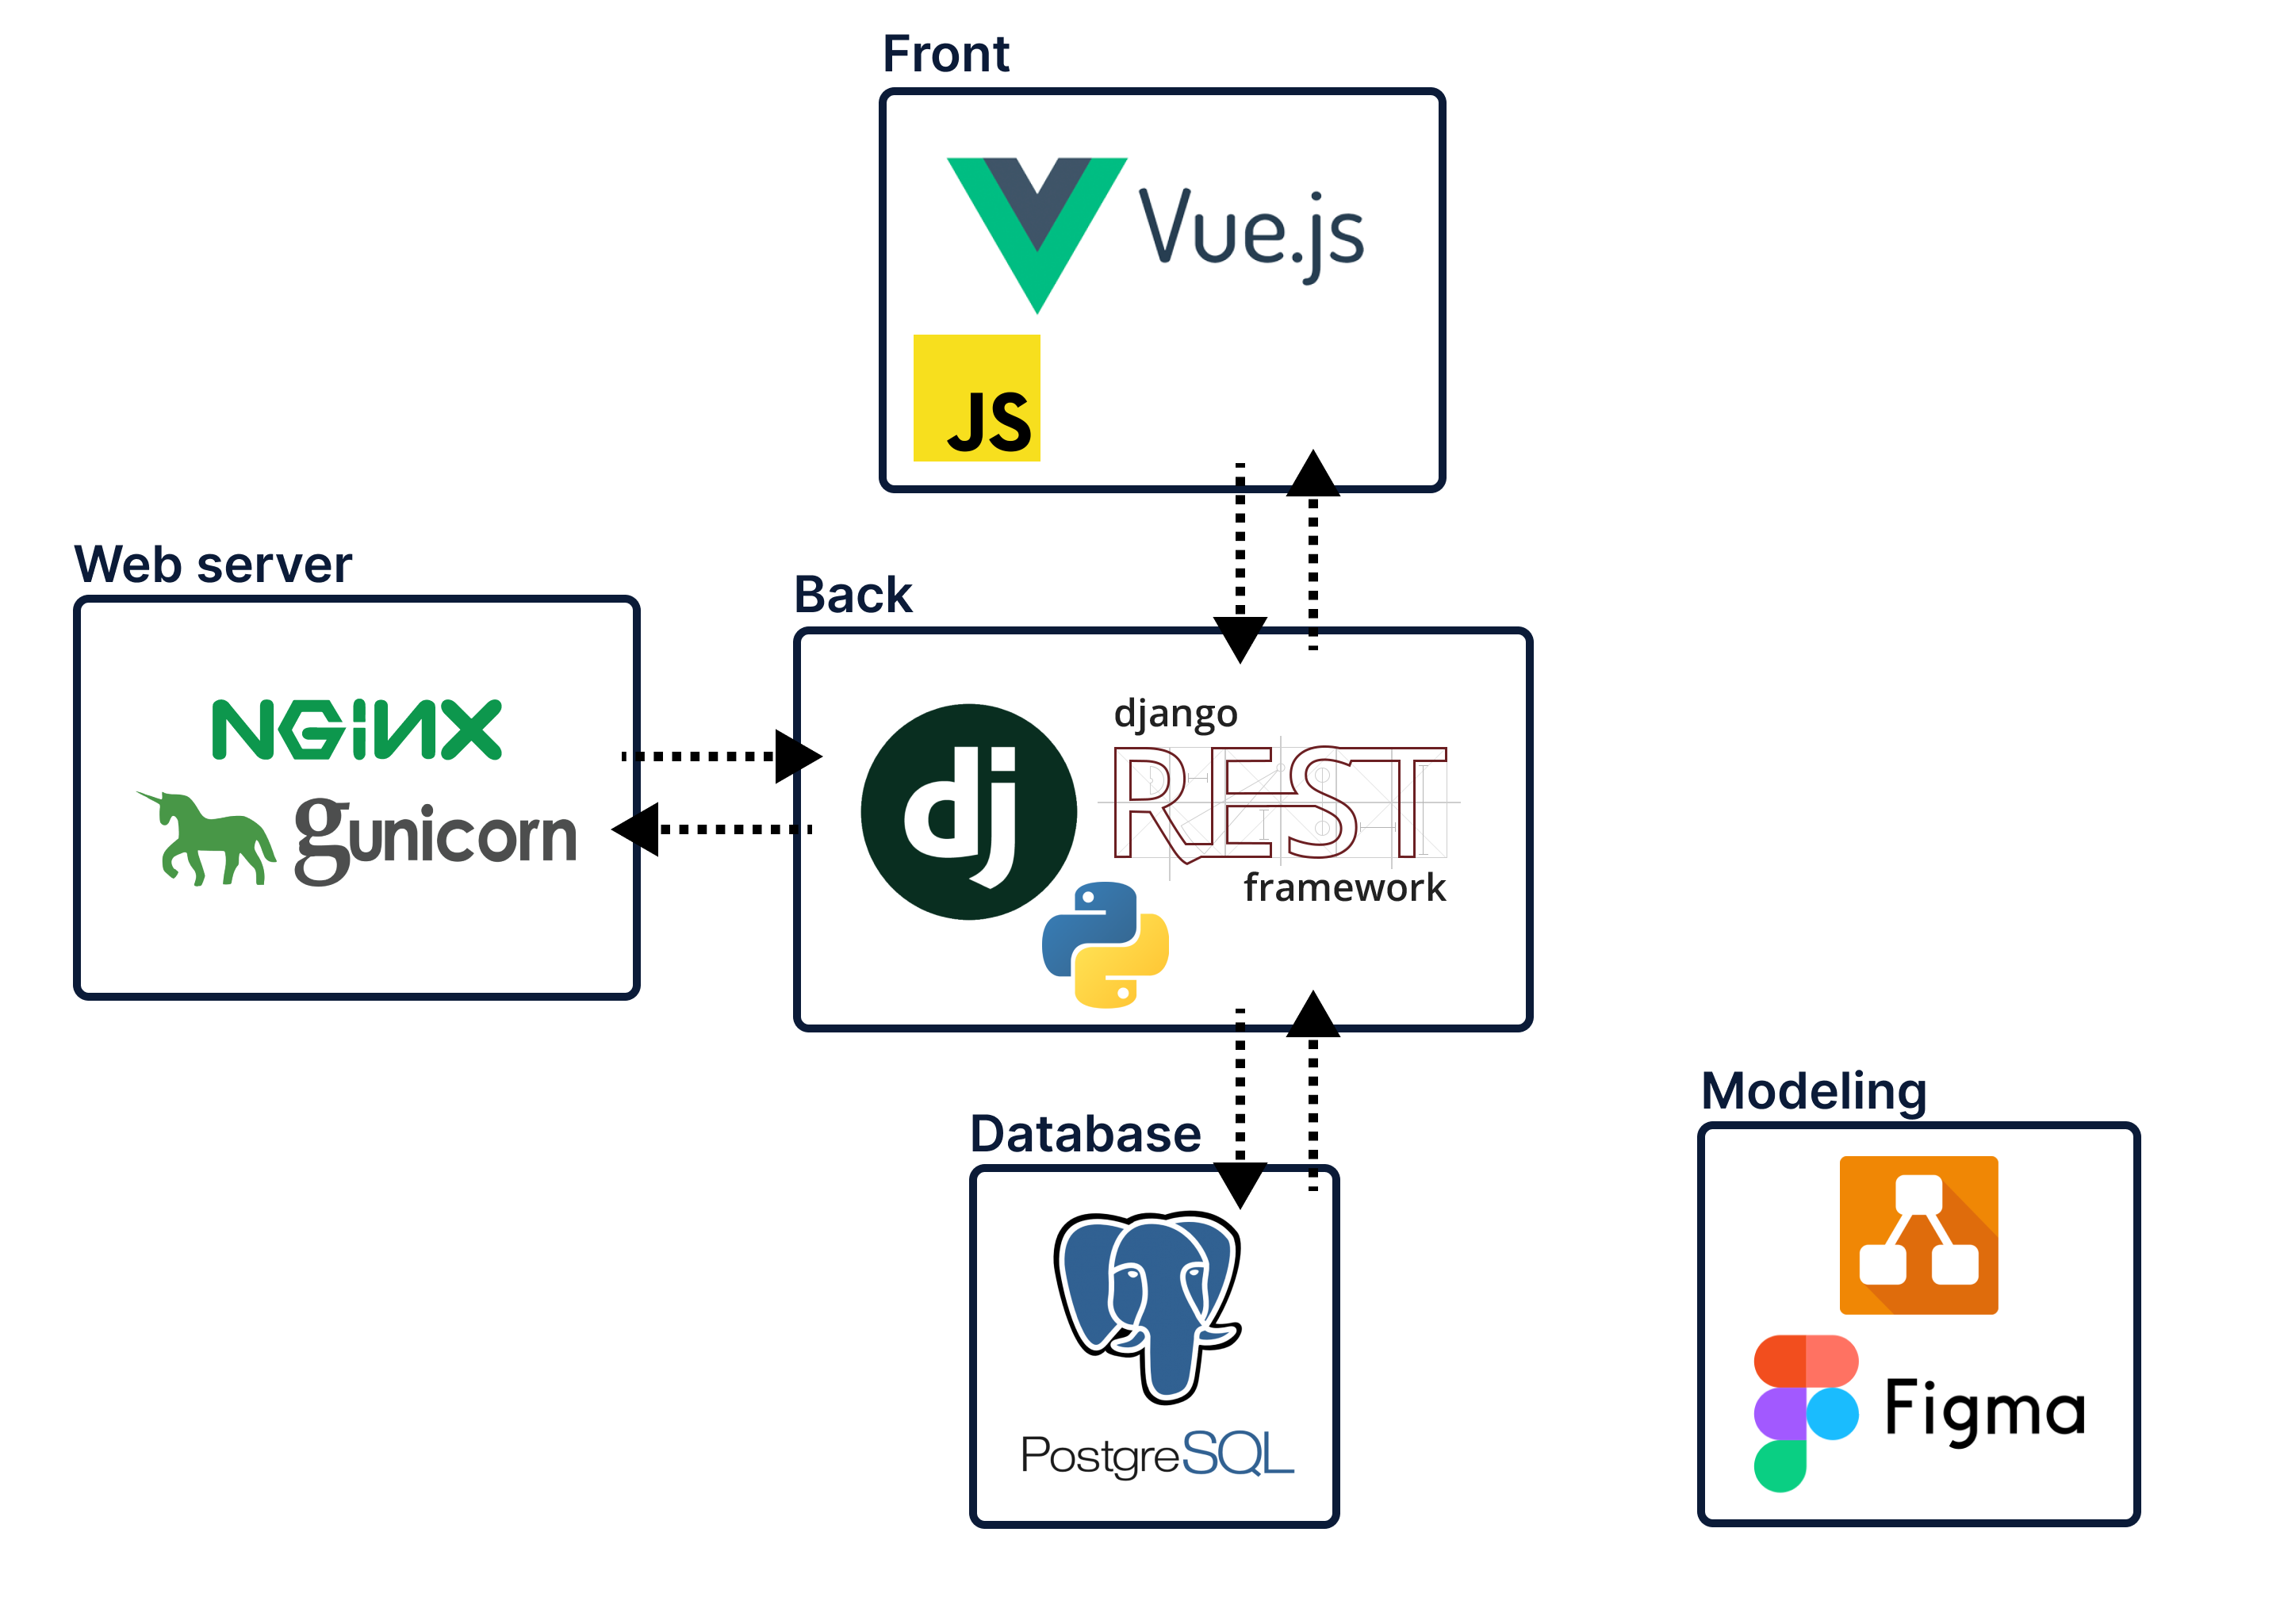 Front
Vue.js
JS
Web server
NGiNX
gunicorn
Back
dj
django
REST
framework
Database
PostgreSQL
Modeling
Figma